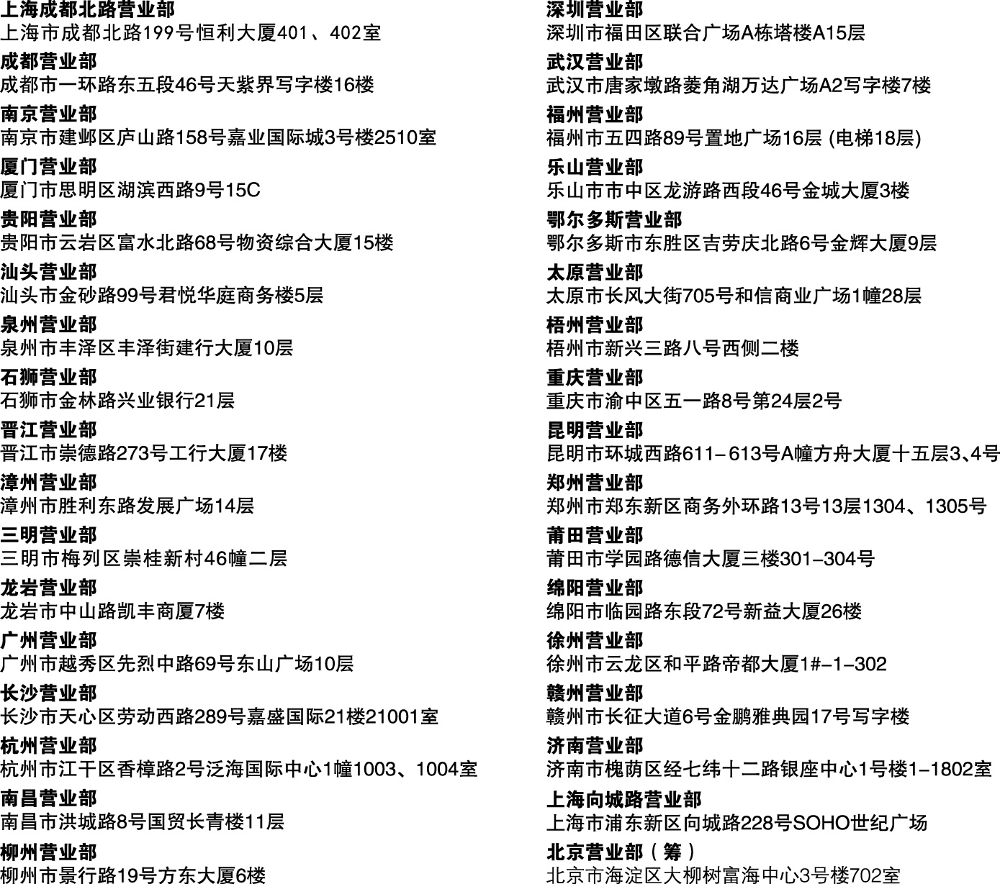 上海成都北路营业部
上海市成都北路199号恒利大厦401、402室
成都营业部
成都市一环路东五段46号天紫界写字楼16楼
南京营业部
南京市建邺区庐山路158号嘉业国际城3号楼2510室
厦门营业部
厦门市思明区湖滨西路9号15C
贵阳营业部
贵阳市云岩区富水北路68号物资综合大厦15楼
汕头营业部
汕头市金砂路99号君悦华庭商务楼5层
泉州营业部
泉州市丰泽区丰泽街建行大厦10层
石狮营业部
石狮市金林路兴业银行21层
晋江营业部
晋江市崇德路273号工行大厦17楼
漳州营业部
漳州市胜利东路发展广场14层
三明营业部
三明市梅列区崇桂新村46幢二层
龙岩营业部
龙岩市中山路凯丰商厦7楼
广州营业部
广州市越秀区先烈中路69号东山广场10层
长沙营业部
长沙市天心区劳动西路289号嘉盛国际21楼21001室
杭州营业部
杭州市江干区香樟路2号泛海国际中心1幢1003、1004室
南昌营业部
南昌市洪城路8号国贸长青楼11层
柳州营业部
柳州市景行路19号方东大厦6楼
深圳营业部
深圳市福田区联合广场A栋塔楼A15层
武汉营业部
武汉市唐家墩路菱角湖万达广场A2写字楼7楼
福州营业部
福州市五四路89号置地广场16层 (电梯18层)
乐山营业部
乐山市市中区龙游路西段46号金城大厦3楼
鄂尔多斯营业部
鄂尔多斯市东胜区吉劳庆北路6号金辉大厦9层
太原营业部
太原市长风大街705号和信商业广场1幢28层
梧州营业部
梧州市新兴三路八号西侧二楼
重庆营业部
重庆市渝中区五一路8号第24层2号
昆明营业部
昆明市环城西路611–613号A幢方舟大厦十五层3、4号
郑州营业部
郑州市郑东新区商务外环路13号13层1304、1305号
莆田营业部
莆田市学园路德信大厦三楼301–304号
绵阳营业部
绵阳市临园路东段72号新益大厦26楼
徐州营业部
徐州市云龙区和平路帝都大厦1#–1–302
赣州营业部
赣州市长征大道6号金鹏雅典园17号写字楼
济南营业部
济南市槐荫区经七纬十二路银座中心1号楼1–1802室
上海向城路营业部
上海市浦东新区向城路228号SOHO世纪广场
北京营业部（筹）
北京市海淀区大柳树富海中心3号楼702室